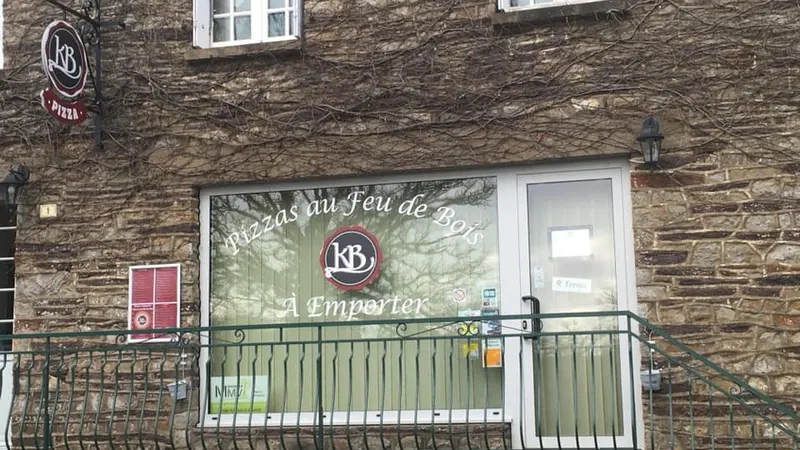 KB
PIZZA
Pizzas au Feu de Bois
KB
À Emporter
Fermé